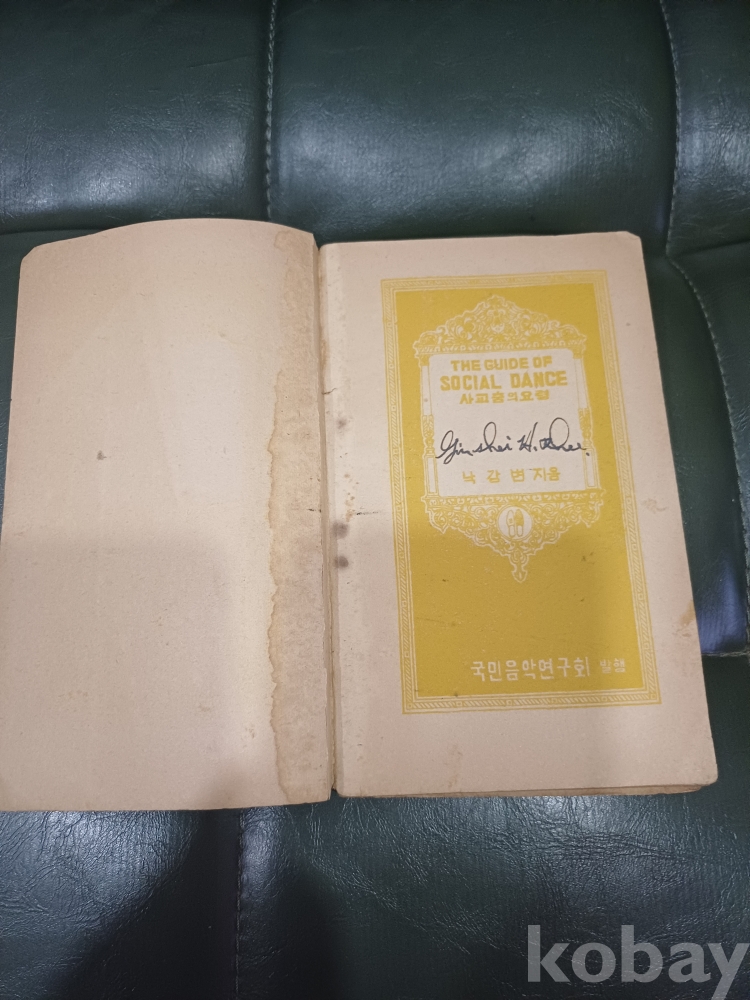 THE GUIDE OF
SOCIAL DANCE
사교춤의요령
낙강변지음
국민음악연구회 발행
kobay